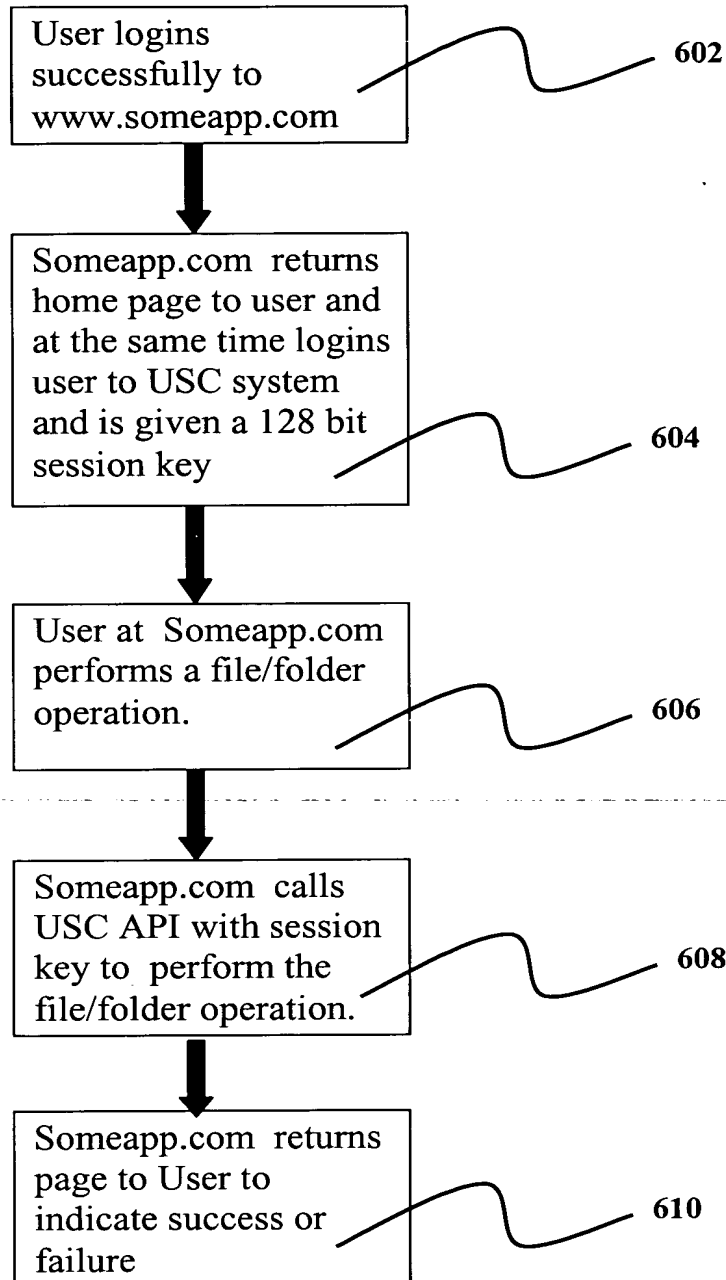 User logins
successfully to
www.someapp.com
602
Someapp.com returns
home page to user and
at the same time logins
user to USC system
and is given a 128 bit
session key
604
User at Someapp.com
performs a file/folder
operation.
606
Someapp.com calls
USC API with session
key to perform the
file/folder operation.
608
Someapp.com returns
page to User to
indicate success or
failure
610